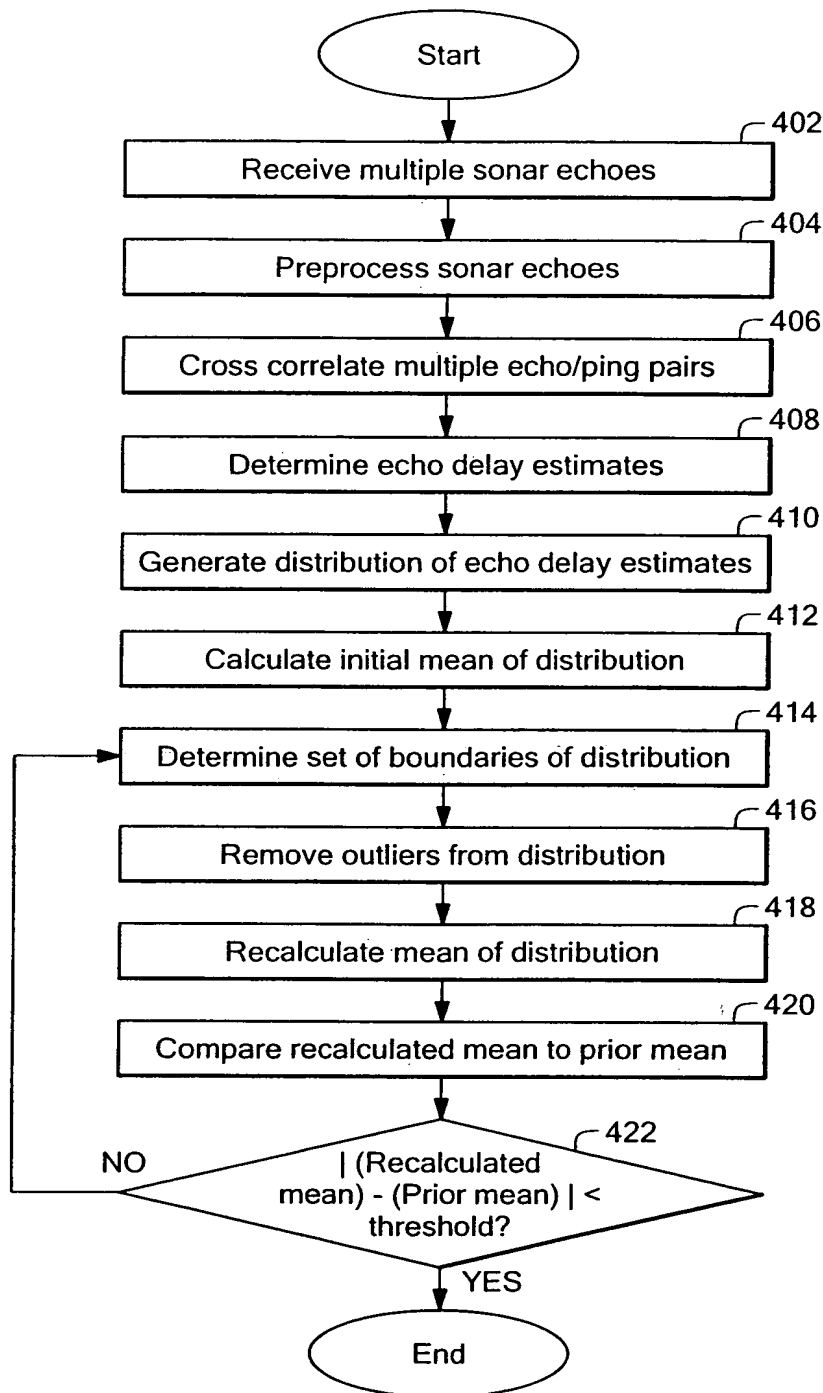 Start
402
Receive multiple sonar echoes
404
Preprocess sonar echoes
406
Cross correlate multiple echo/ping pairs
408
Determine echo delay estimates
410
Generate distribution of echo delay estimates
412
Calculate initial mean of distribution
414
Determine set of boundaries of distribution
416
Remove outliers from distribution
418
Recalculate mean of distribution
420
Compare recalculated mean to prior mean
422
NO
| (Recalculated
mean) - (Prior mean) | <
threshold?
YES
End